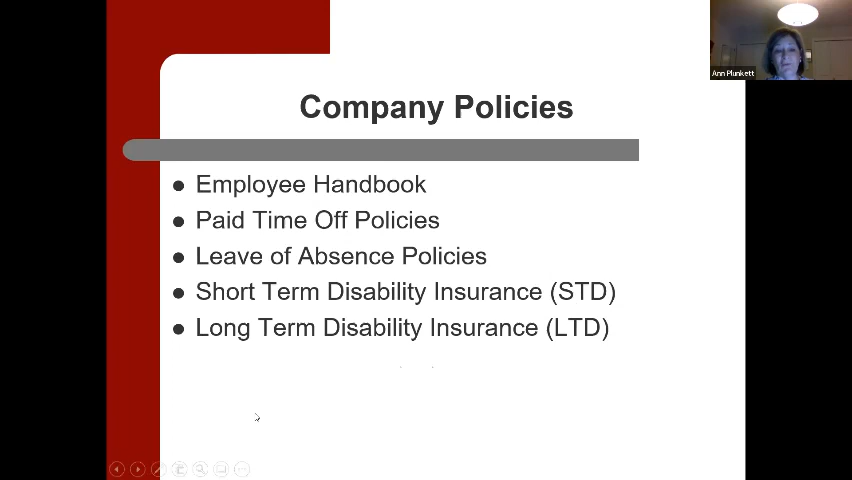 Company Policies
Employee Handbook
Paid Time Off Policies
Leave of Absence Policies
Short Term Disability Insurance (STD)
Long Term Disability Insurance (LTD)
Ann Plunkett